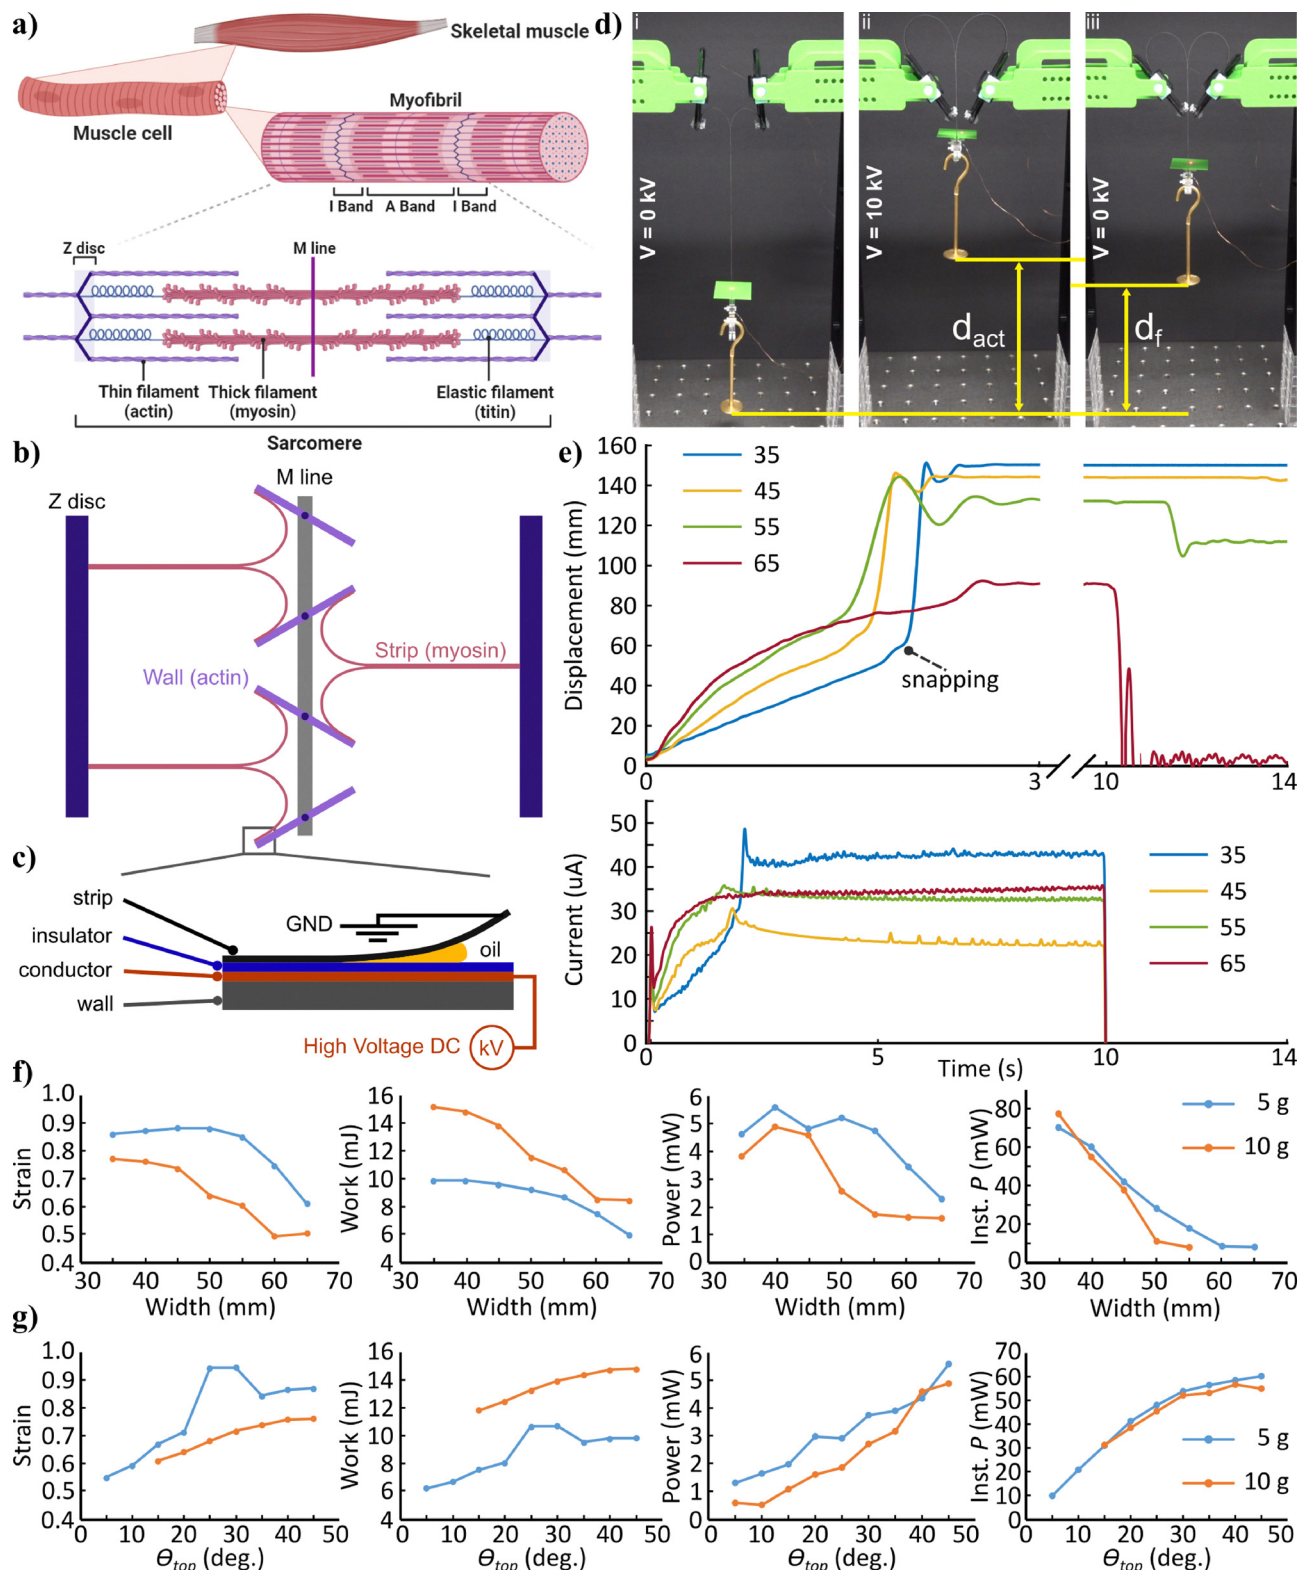 a)
Skeletal muscle
Muscle cell
Myofibril
I Band
A Band
I Band
Z disc
M line
Thin filament
(actin)
Thick filament
(myosin)
Elastic filament
(titin)
Sarcomere
d)
i
V = 0 kV
ii
V = 10 kV
iii
V = 0 kV
d_act
d_f
b)
Z disc
M line
Strip (myosin)
Wall (actin)
c)
strip
insulator
conductor
wall
GND
oil
High Voltage DC
kV
e)
Displacement (mm)
160
140
120
100
80
60
40
20
0
35
45
55
65
snapping
0 3 10 14
Current (uA)
50
40
30
20
10
0
35
45
55
65
0 5 10 14
Time (s)
f)
Strain
1.0
0.9
0.8
0.7
0.6
0.5
0.4
30 40 50 60 70
Width (mm)
Work (mJ)
16
14
12
10
8
6
4
30 40 50 60 70
Width (mm)
Power (mW)
6
5
4
3
2
1
0
30 40 50 60 70
Width (mm)
Inst. P (mW)
80
60
40
20
0
30 40 50 60 70
Width (mm)
5 g
10 g
g)
Strain
1.0
0.9
0.8
0.7
0.6
0.5
0.4
0 10 20 30 40 50
Θtop (deg.)
Work (mJ)
16
14
12
10
8
6
4
0 10 20 30 40 50
Θtop (deg.)
Power (mW)
6
5
4
3
2
1
0
0 10 20 30 40 50
Θtop (deg.)
Inst. P (mW)
70
60
50
40
30
20
10
0
0 10 20 30 40 50
Θtop (deg.)
5 g
10 g